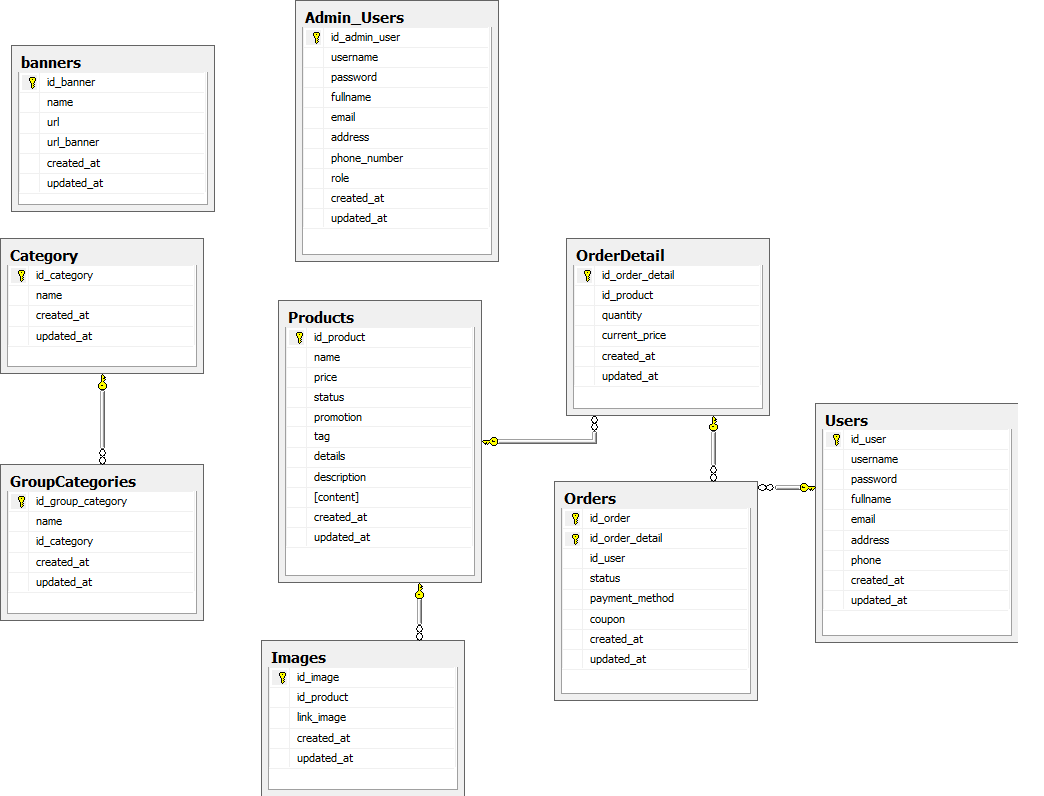 Admin_Users
id_admin_user
username
password
fullname
email
address
phone_number
role
created_at
updated_at
banners
id_banner
name
url
url_banner
created_at
updated_at
Category
id_category
name
created_at
updated_at
OrderDetail
id_order_detail
id_product
quantity
current_price
created_at
updated_at
Products
id_product
name
price
status
promotion
tag
details
description
[content]
created_at
updated_at
Users
id_user
username
password
fullname
email
address
phone
created_at
updated_at
GroupCategories
id_group_category
name
id_category
created_at
updated_at
Orders
id_order
id_order_detail
id_user
status
payment_method
coupon
created_at
updated_at
Images
id_image
id_product
link_image
created_at
updated_at